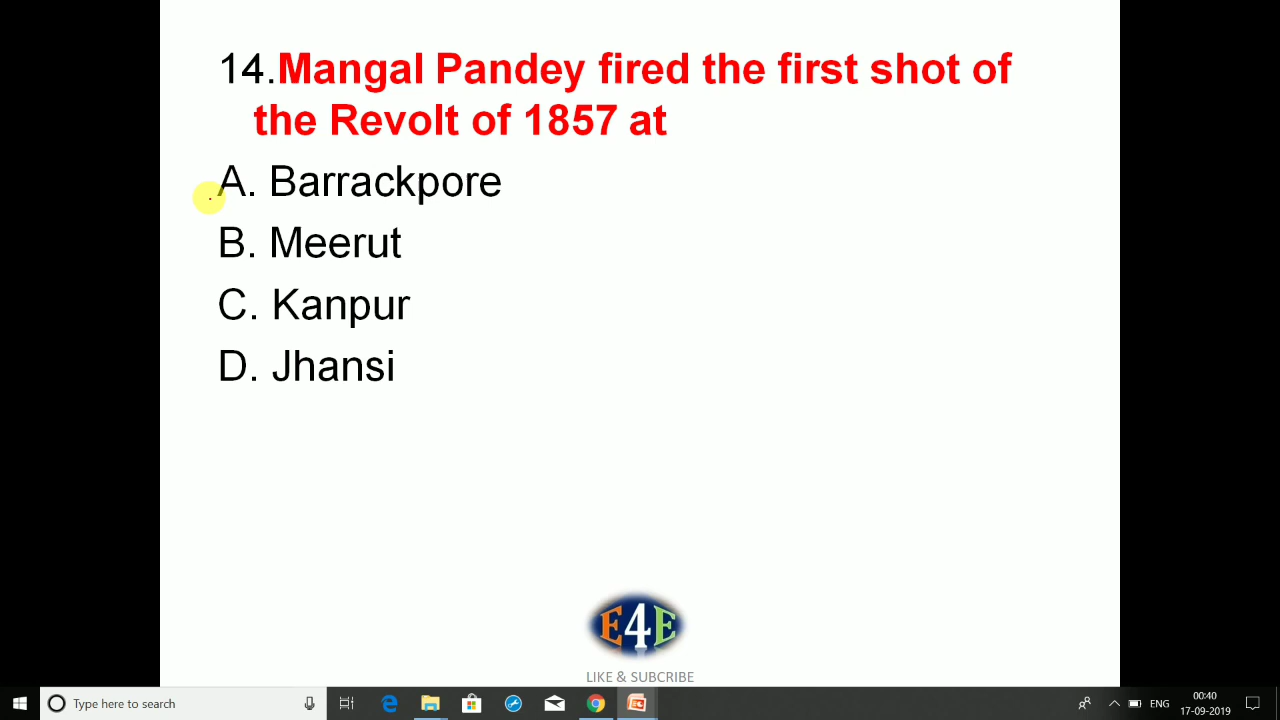 14.Mangal Pandey fired the first shot of
the Revolt of 1857 at
A. Barrackpore
B. Meerut
C. Kanpur
D. Jhansi
E4E
LIKE & SUBCRIBE
Type here to search
ENG
00:40
17-09-2019